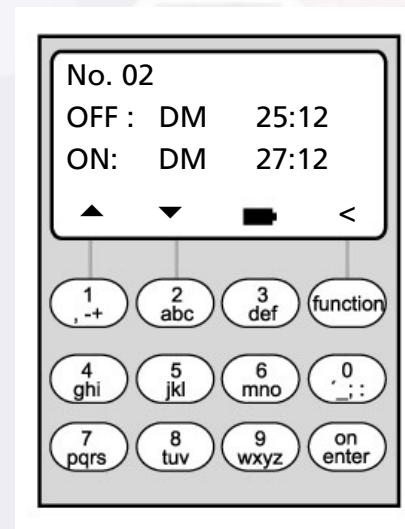 No. 02
OFF : DM 25:12
ON: DM 27:12
<
1 2 3 function
, -+ abc def
4 5 6 0
ghi jkl mno ´_; :
7 8 9 on
pqrs tuv wxyz enter